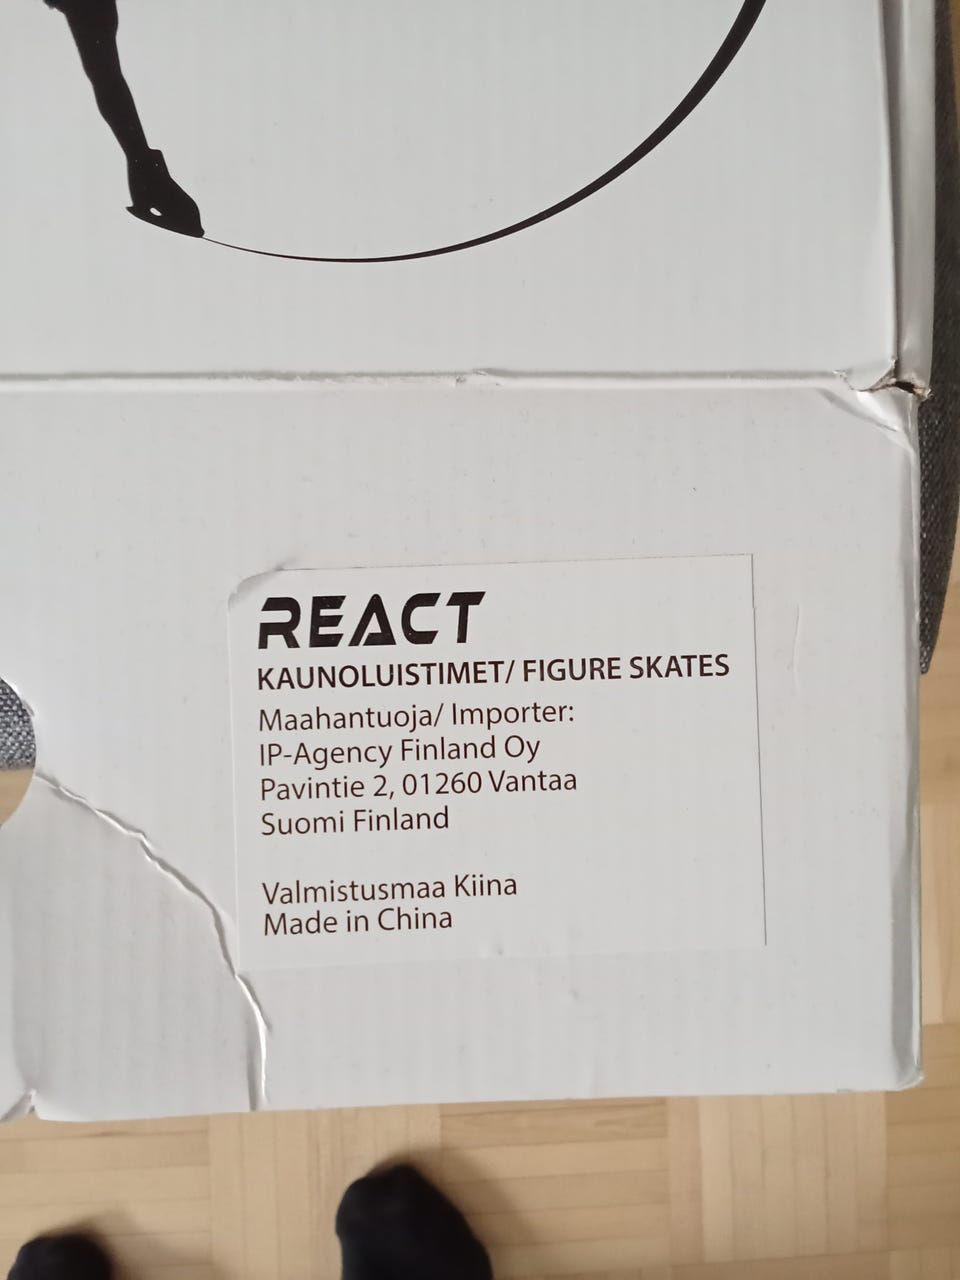 REACT
KAUNOLUISTIMET/ FIGURE SKATES
Maahantuoja/ Importer:
IP-Agency Finland Oy
Pavintie 2, 01260 Vantaa
Suomi Finland
Valmistusmaa Kiina
Made in China